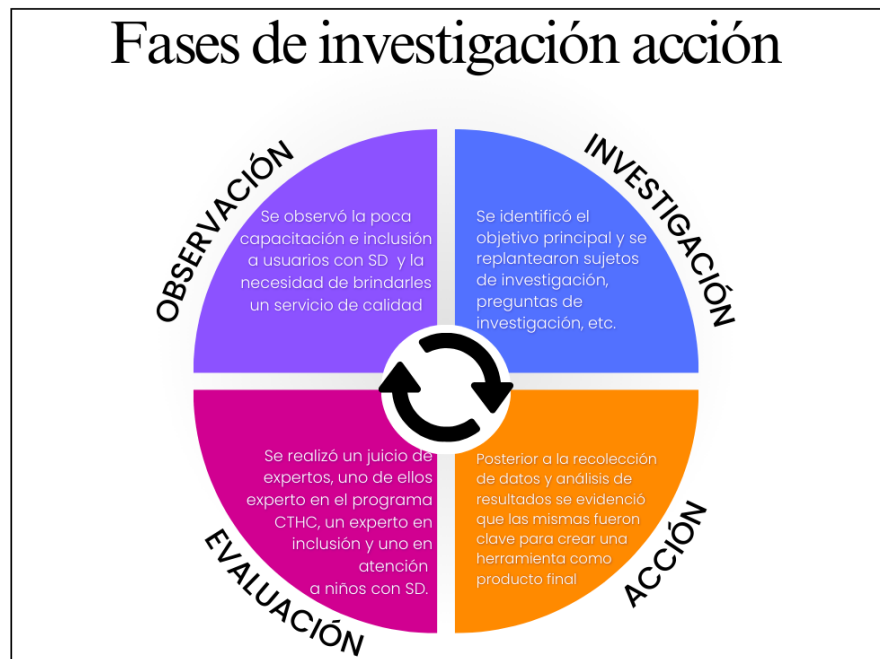 Fases de investigación acción
OBSERVACIÓN
Se observó la poca
capacitación e inclusión
a usuarios con SD y la
necesidad de brindarles
un servicio de calidad
INVESTIGACIÓN
Se identificó el
objetivo principal y se
replantearon sujetos
de investigación,
preguntas de
investigación, etc.
EVALUACIÓN
Se realizó un juicio de
expertos, uno de ellos
experto en el programa
CTHC, un experto en
inclusión y uno en
atención
a niños con SD.
ACCIÓN
Posterior a la recolección
de datos y análisis de
resultados se evidenció
que las mismas fueron
clave para crear una
herramienta como
producto final